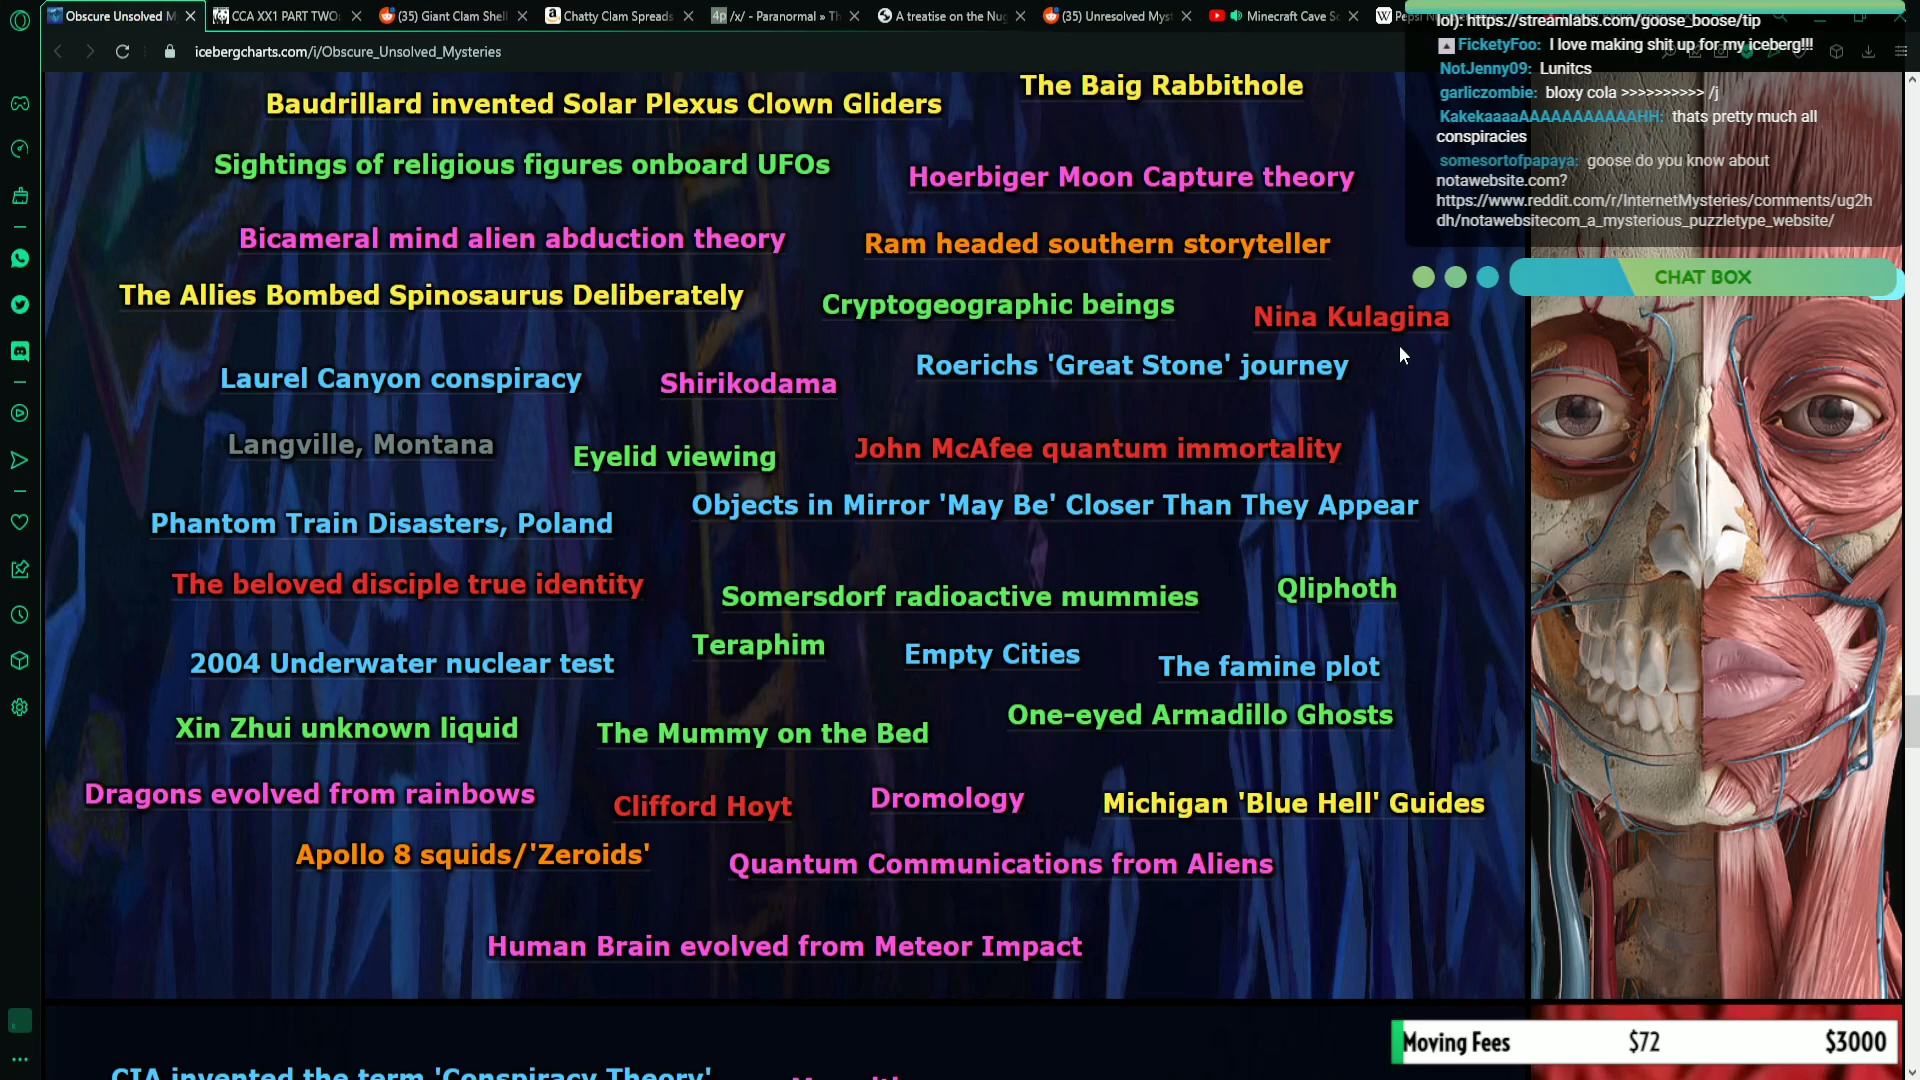 Obscure Unsolved M
CCA XX1 PART TWO:
(35) Giant Clam Shell
Chatty Clam Spreads
/x/ - Paranormal » Th
A treatise on the Nug
(35) Unresolved Myst
Minecraft Cave So
icebergcharts.com/i/Obscure_Unsolved_Mysteries
lol): https://streamlabs.com/goose_boose/tip
FicketyFoo: I love making shit up for my iceberg!!!
NotJenny09: Lunitcs
garliczombie: bloxy cola >>>>>>>>>> /j
KakekaaaaAAAAAAAAAAAHH: thats pretty much all
conspiracies
somesortofpapaya: goose do you know about
notawebsite.com?
https://www.reddit.com/r/InternetMysteries/comments/ug2h
dh/notawebsitecom_a_mysterious_puzzletype_website/
CHAT BOX
The Baig Rabbithole
Baudrillard invented Solar Plexus Clown Gliders
Sightings of religious figures onboard UFOs
Hoerbiger Moon Capture theory
Bicameral mind alien abduction theory
Ram headed southern storyteller
The Allies Bombed Spinosaurus Deliberately
Cryptogeographic beings
Nina Kulagina
Laurel Canyon conspiracy
Shirikodama
Roerichs 'Great Stone' journey
Langville, Montana
Eyelid viewing
John McAfee quantum immortality
Phantom Train Disasters, Poland
Objects in Mirror 'May Be' Closer Than They Appear
The beloved disciple true identity
Somersdorf radioactive mummies
Qliphoth
2004 Underwater nuclear test
Teraphim
Empty Cities
The famine plot
Xin Zhui unknown liquid
The Mummy on the Bed
One-eyed Armadillo Ghosts
Dragons evolved from rainbows
Clifford Hoyt
Dromology
Michigan 'Blue Hell' Guides
Apollo 8 squids/'Zeroids'
Quantum Communications from Aliens
Human Brain evolved from Meteor Impact
CIA invented the term 'Conspiracy Theory'
Moving Fees $72 $3000